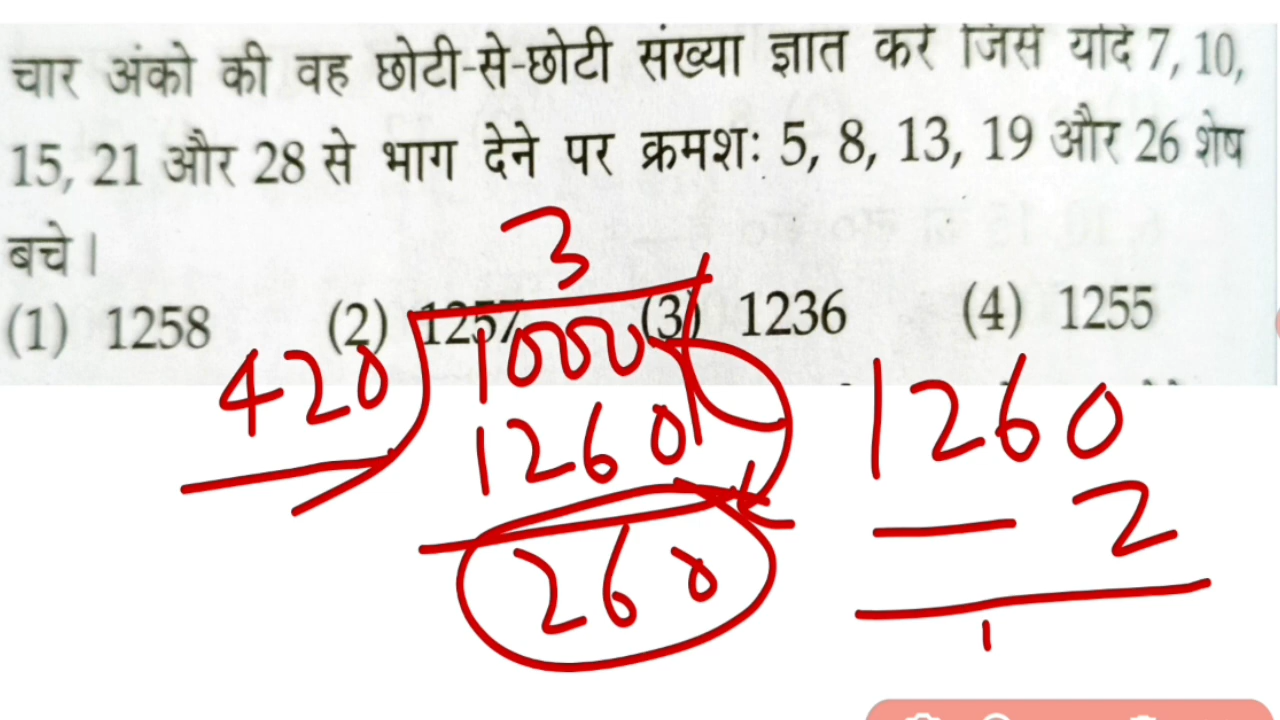 चार अंको की वह छोटी-से-छोटी संख्या ज्ञात करें जिसे यदि 7, 10,
15, 21 और 28 से भाग देने पर क्रमशः 5, 8, 13, 19 और 26 शेष
बचे।
(1) 1258 (2) 1257 (3) 1236 (4) 1255
3
420 1000
1260
260
1260
— 2
1